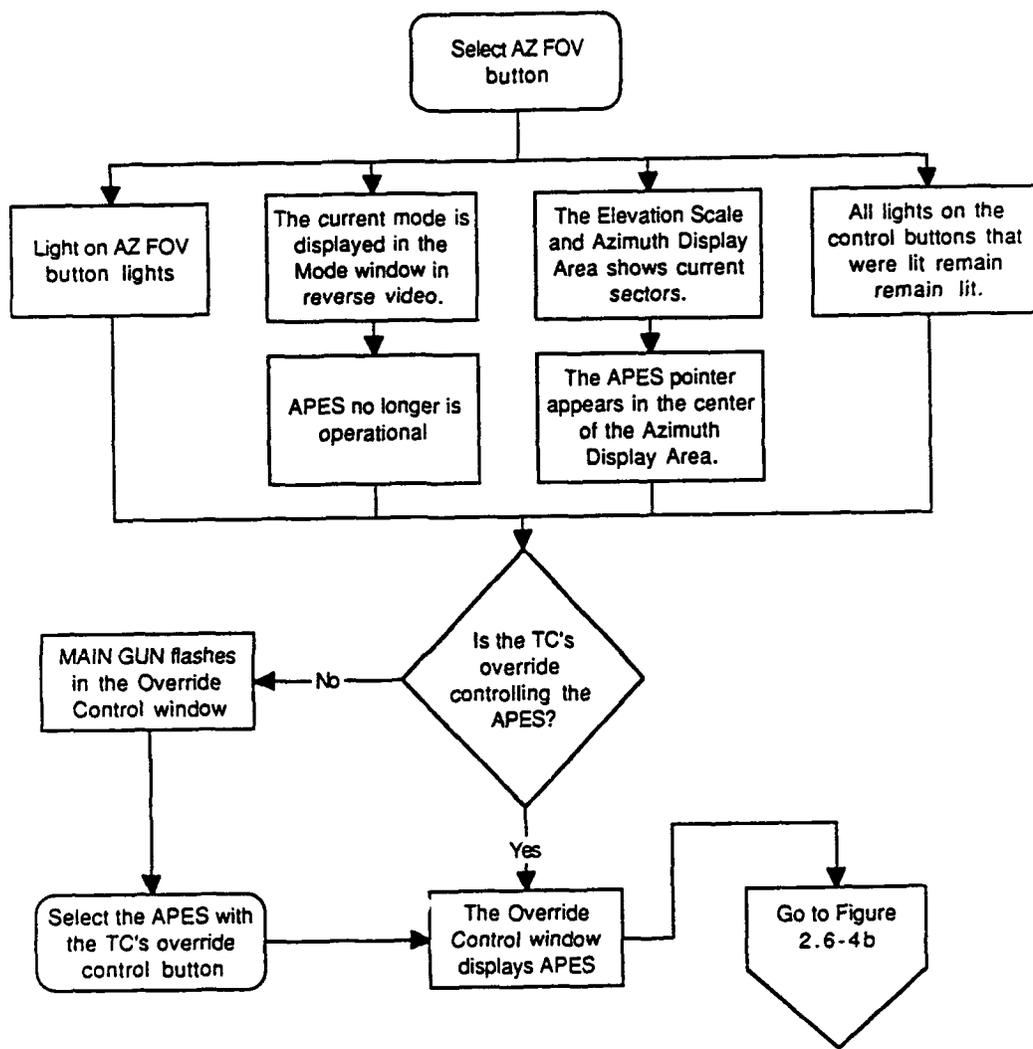 Select AZ FOV
button
Light on AZ FOV
button lights
The current mode is
displayed in the
Mode window in
reverse video.
The Elevation Scale
and Azimuth Display
Area shows current
sectors.
All lights on the
control buttons that
were lit remain
remain lit.
APES no longer is
operational
The APES pointer
appears in the center
of the Azimuth
Display Area.
Is the TC's
override
controlling the
APES?
No
MAIN GUN flashes
in the Override
Control window
Yes
Select the APES with
the TC's override
control button
The Override
Control window
displays APES
Go to Figure
2.6-4b